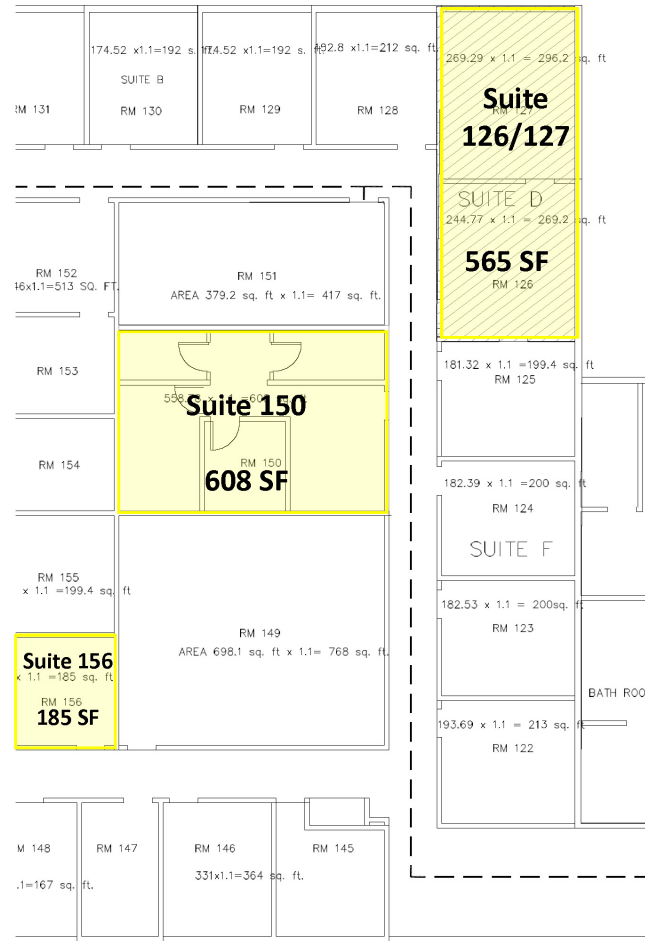 174.52 x1.1=192 s. ft.
SUITE B
RM 130
174.52 x1.1=192 s. ft.
RM 129
192.8 x1.1=212 sq. ft
RM 128
RM 131
269.29 x 1.1 = 296.2 sq. ft
Suite
RM 127
126/127
SUITE D
244.77 x 1.1 = 269.2 sq. ft
565 SF
RM 126
RM 152
46x1.1=513 SQ. FT.
RM 151
AREA 379.2 sq. ft x 1.1= 417 sq. ft.
RM 153
181.32 x 1.1 =199.4 sq. ft
RM 125
Suite 150
RM 150
608 SF
RM 154
182.39 x 1.1 =200 sq. ft
RM 124
SUITE F
RM 155
x 1.1 =199.4 sq. ft
182.53 x 1.1 = 200sq. ft
RM 123
RM 149
AREA 698.1 sq. ft x 1.1= 768 sq. ft.
Suite 156
x 1.1 =185 sq. ft
RM 156
185 SF
BATH ROO
193.69 x 1.1 = 213 sq. ft
RM 122
M 148
.1=167 sq. ft.
RM 147
RM 146
331x1.1=364 sq. ft.
RM 145